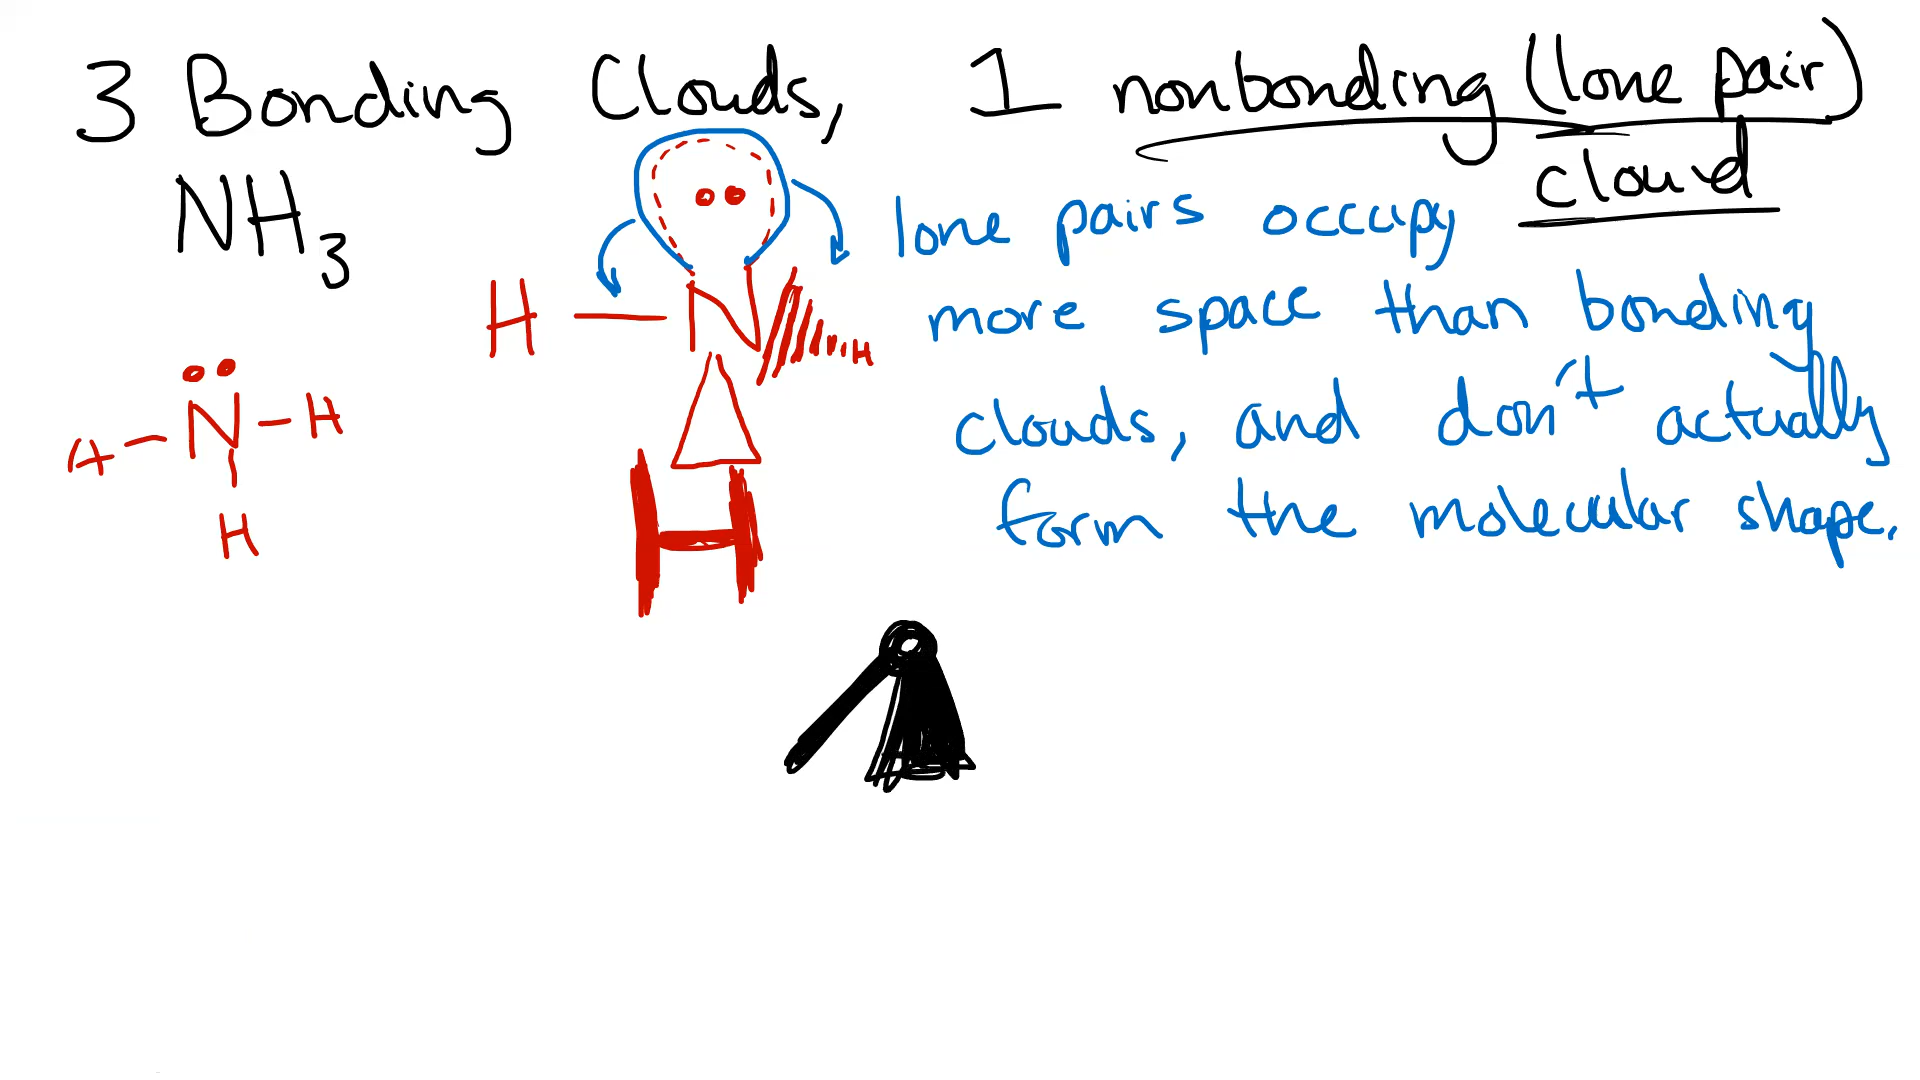 3 Bonding Clouds, 1 nonbonding (lone pair)
cloud
NH3
lone pairs occupy
more space than bonding
clouds, and don't actually
form the molecular shape.
H N H
H
H N H
H